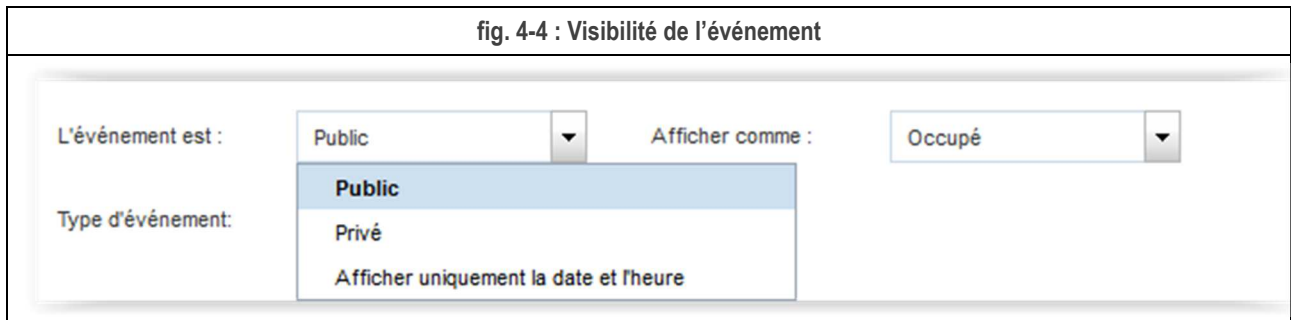 fig. 4-4 : Visibilité de l’événement
L'événement est : Public Afficher comme : Occupé
Public
Type d'événement:
Privé
Afficher uniquement la date et l'heure